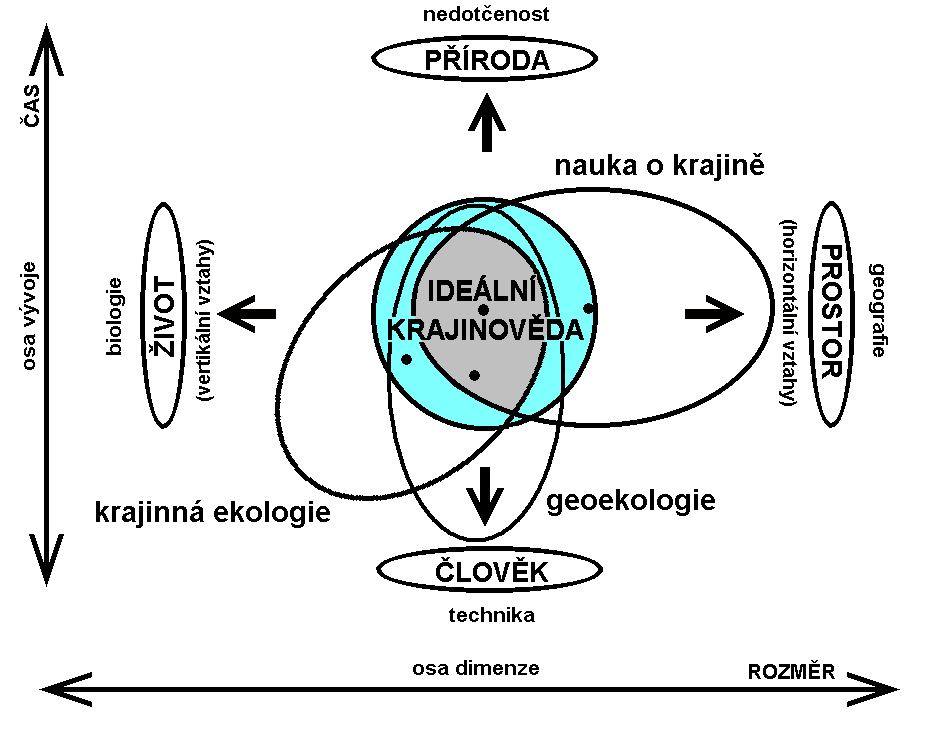 nedotčenost
PŘÍRODA
ČAS
nauka o krajině
osa vývoje
biologie
ŽIVOT
(vertikální vztahy)
IDEÁLNÍ
KRAJINOVĚDA
(horizontální vztahy)
PROSTOR
geografie
krajinná ekologie
geoekologie
ČLOVĚK
technika
osa dimenze
ROZMĚR